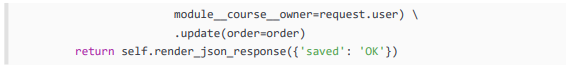 module__course__owner=request.user) \
.update(order=order)
return self.render_json_response({'saved': 'OK'})